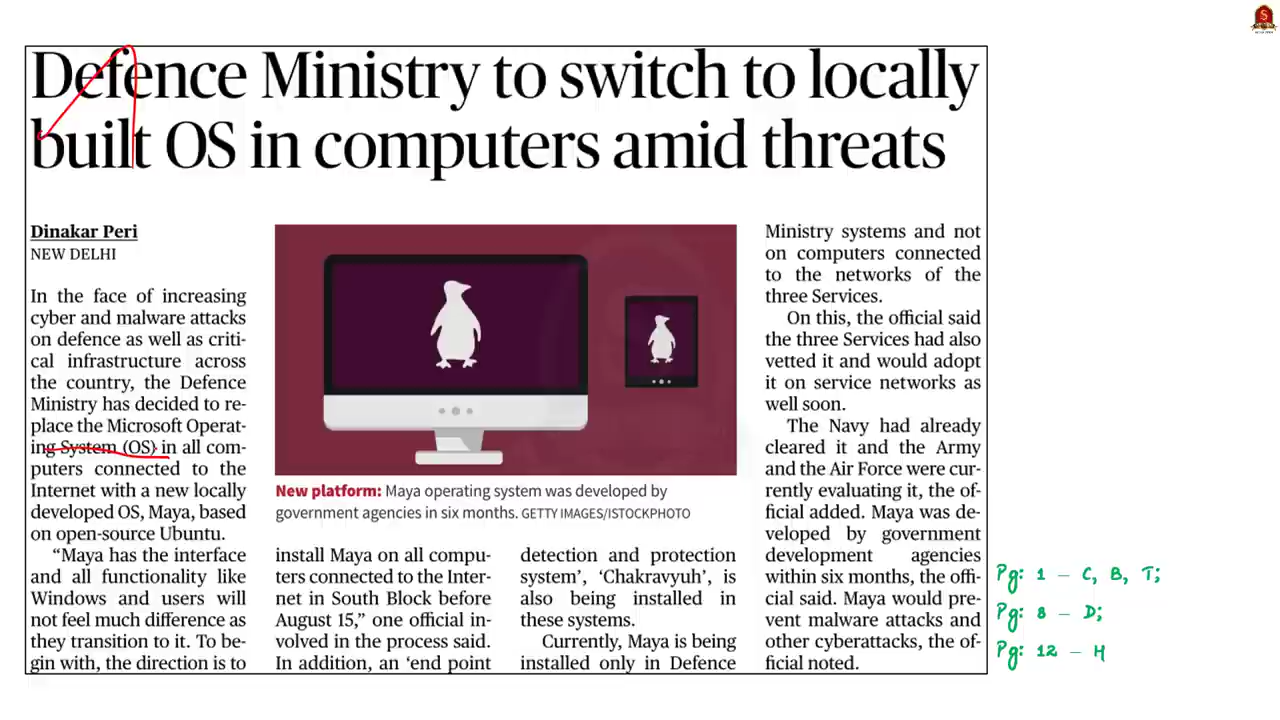 Defence Ministry to switch to locally
built OS in computers amid threats
Dinakar Peri
NEW DELHI
In the face of increasing
cyber and malware attacks
on defence as well as criti-
cal infrastructure across
the country, the Defence
Ministry has decided to re-
place the Microsoft Operat-
ing System (OS) in all com-
puters connected to the
Internet with a new locally
developed OS, Maya, based
on open-source Ubuntu.
“Maya has the interface
and all functionality like
Windows and users will
not feel much difference as
they transition to it. To be-
gin with, the direction is to
New platform: Maya operating system was developed by
government agencies in six months. GETTY IMAGES/ISTOCKPHOTO
install Maya on all compu-
ters connected to the Inter-
net in South Block before
August 15,” one official in-
volved in the process said.
In addition, an ‘end point
detection and protection
system’, ‘Chakravyuh’, is
also being installed in
these systems.
Currently, Maya is being
installed only in Defence
Ministry systems and not
on computers connected
to the networks of the
three Services.
On this, the official said
the three Services had also
vetted it and would adopt
it on service networks as
well soon.
The Navy had already
cleared it and the Army
and the Air Force were cur-
rently evaluating it, the of-
ficial added. Maya was de-
veloped by government
development agencies
within six months, the offi-
cial said. Maya would pre-
vent malware attacks and
other cyberattacks, the of-
ficial noted.
Pg: 1 – C, B, T;
Pg: 8 – D;
Pg: 12 – H